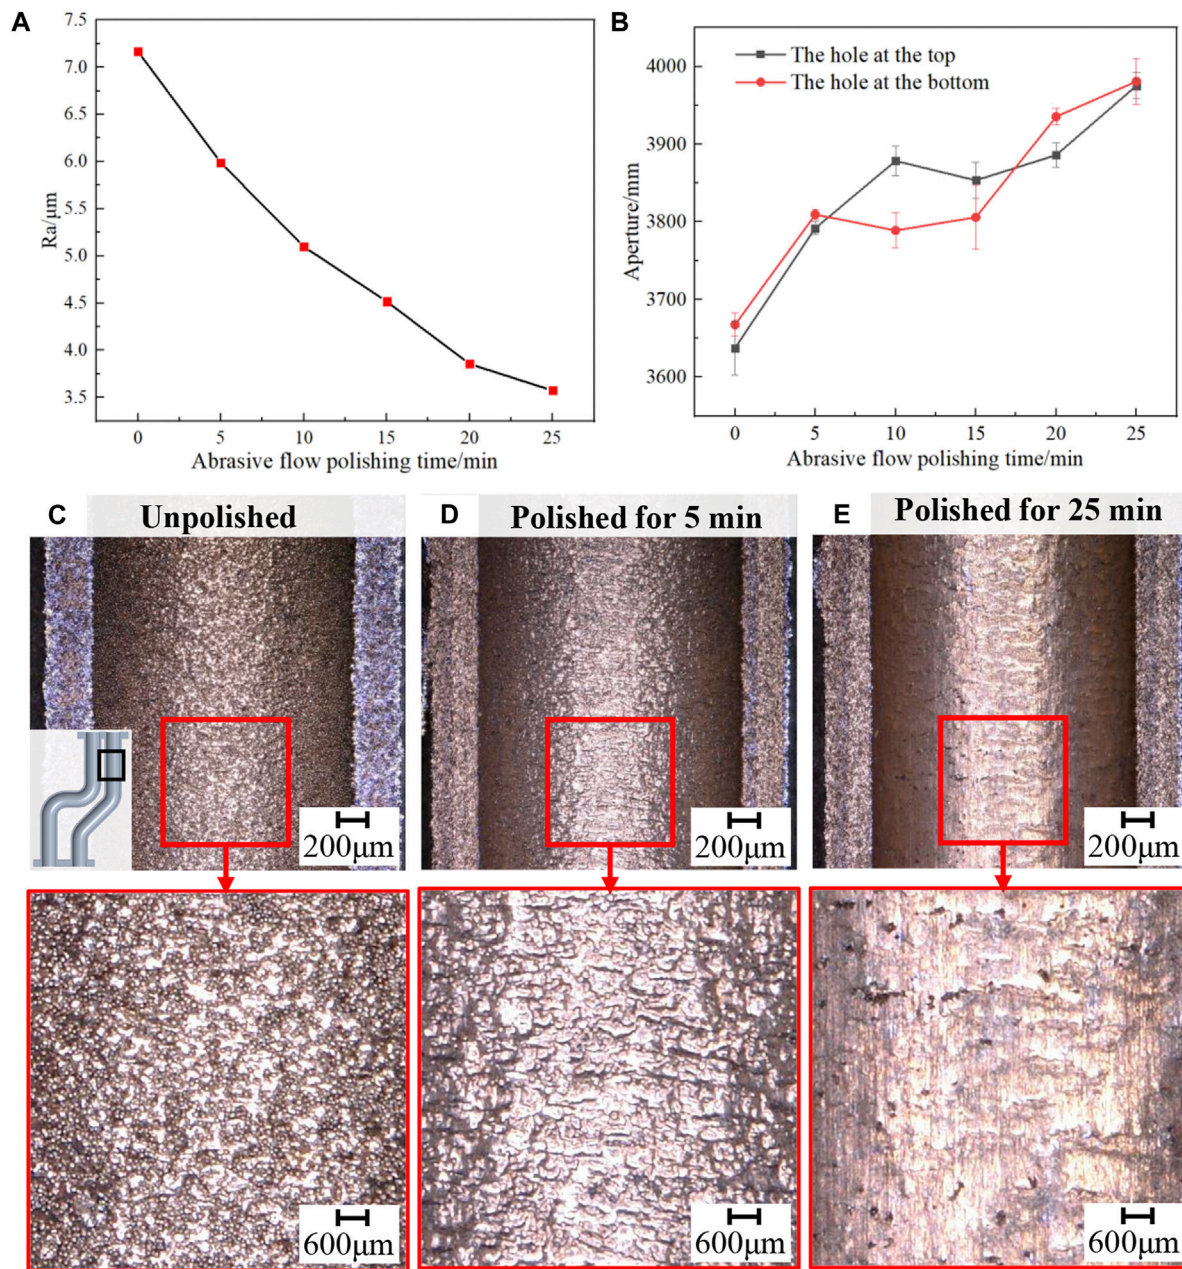 A
7.5
7.0
6.5
6.0
5.5
5.0
4.5
4.0
3.5
Ra/μm
0 5 10 15 20 25
Abrasive flow polishing time/min
B
The hole at the top
The hole at the bottom
4000
3900
3800
3700
3600
Aperture/mm
0 5 10 15 20 25
Abrasive flow polishing time/min
C Unpolished
200μm
600μm
D Polished for 5 min
200μm
600μm
E Polished for 25 min
200μm
600μm